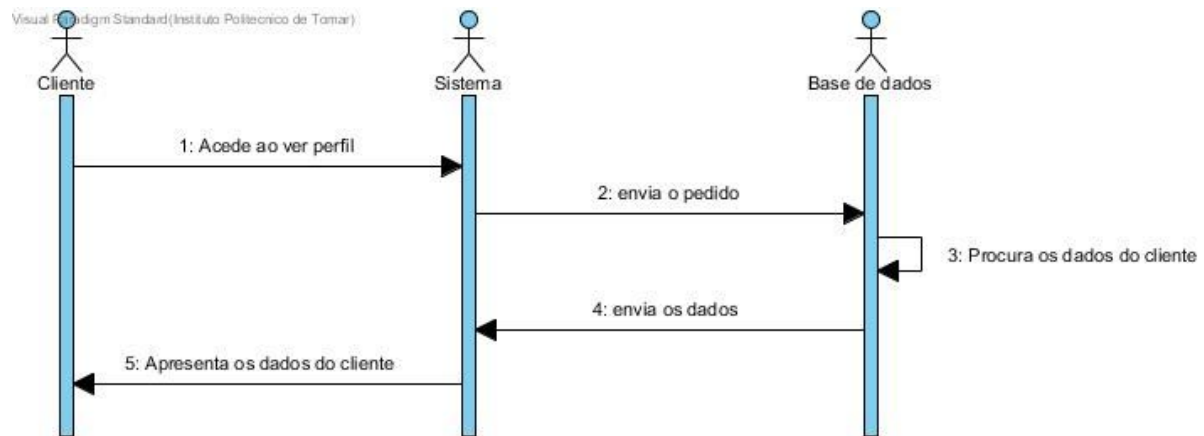 Visual Paradigm Standard(Instituto Politecnico de Tomar)
Cliente
Sistema
Base de dados
1: Acede ao ver perfil
2: envia o pedido
3: Procura os dados do cliente
4: envia os dados
5: Apresenta os dados do cliente